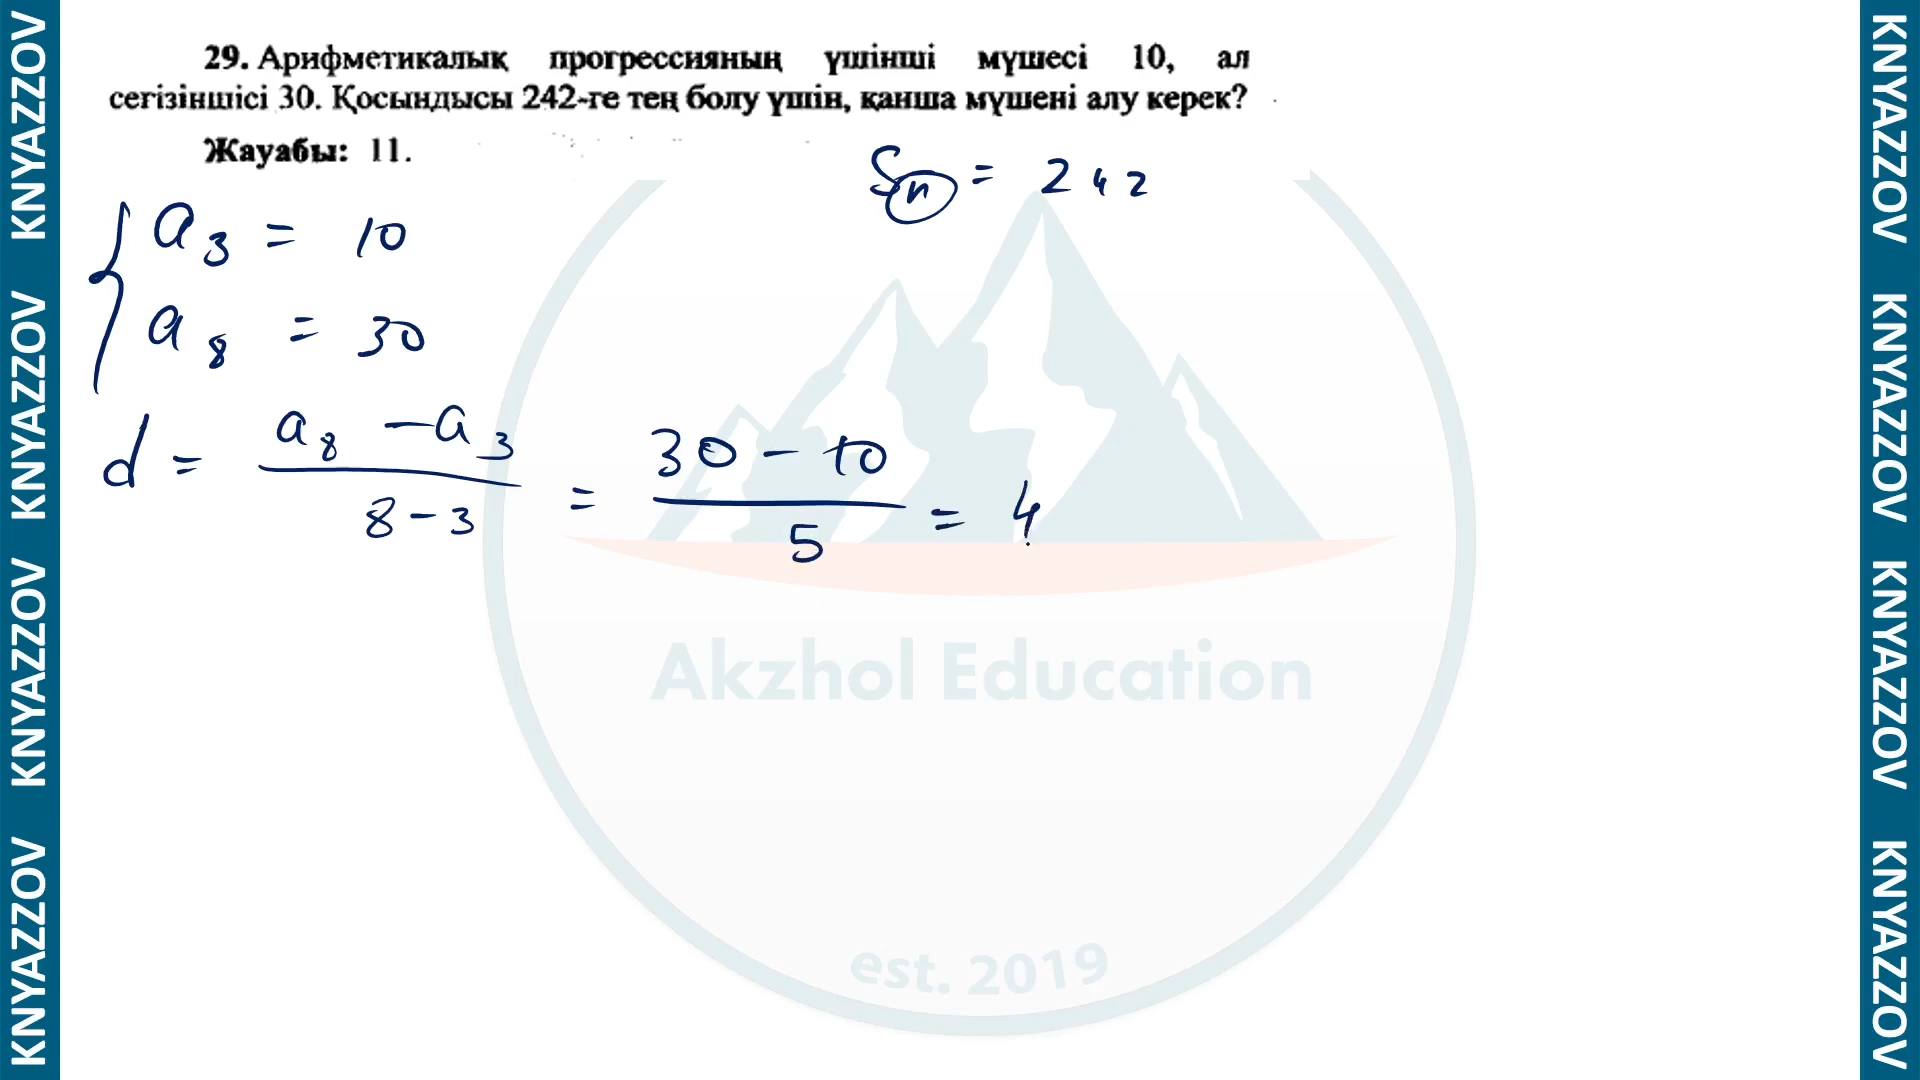 29. Арифметикалық прогрессияның үшінші мүшесі 10, ал
сегізіншісі 30. Қосындысы 242-ге тең болу үшін, қанша мүшені алу керек?
Жауабы: 11.
Sn = 242
a3 = 10
a8 = 30
d = (a8 - a3)/(8 - 3) = (30 - 10)/5 = 4
Akzhol Education
est. 2019
KNYAZZOV KNYAZZOV KNYAZZOV KNYAZZOV
KNYAZZOV KNYAZZOV KNYAZZOV KNYAZZOV